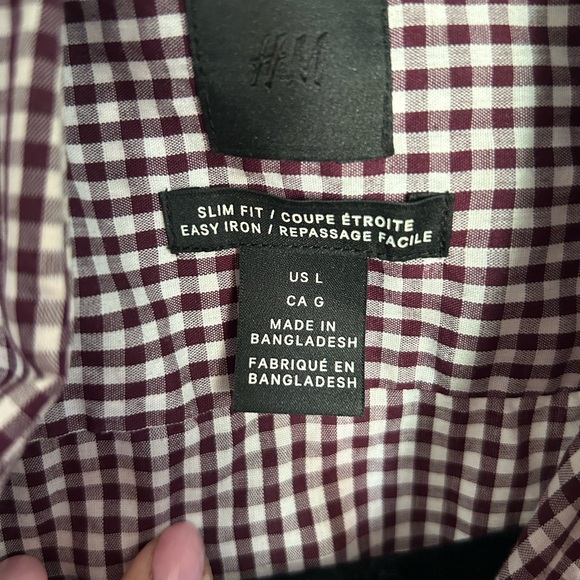 H&M
SLIM FIT / COUPE ÉTROITE
EASY IRON / REPASSAGE FACILE
US L
CA G
MADE IN
BANGLADESH
FABRIQUÉ EN
BANGLADESH